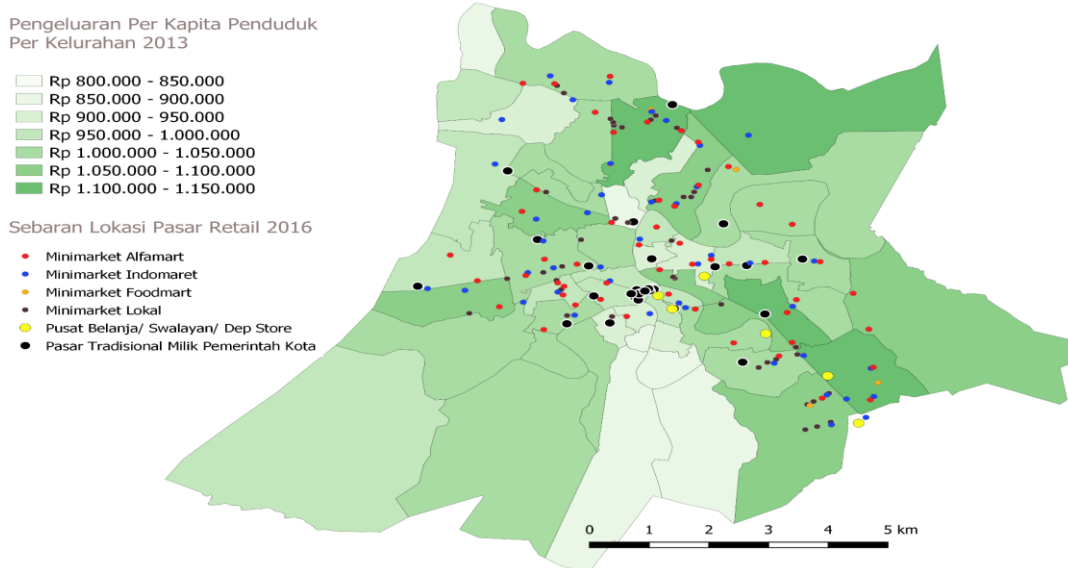 Pengeluaran Per Kapita Penduduk
Per Kelurahan 2013
Rp 800.000 - 850.000
Rp 850.000 - 900.000
Rp 900.000 - 950.000
Rp 950.000 - 1.000.000
Rp 1.000.000 - 1.050.000
Rp 1.050.000 - 1.100.000
Rp 1.100.000 - 1.150.000
Sebaran Lokasi Pasar Retail 2016
Minimarket Alfamart
Minimarket Indomaret
Minimarket Foodmart
Minimarket Lokal
Pusat Belanja/ Swalayan/ Dep Store
Pasar Tradisional Milik Pemerintah Kota
0 1 2 3 4 5 km